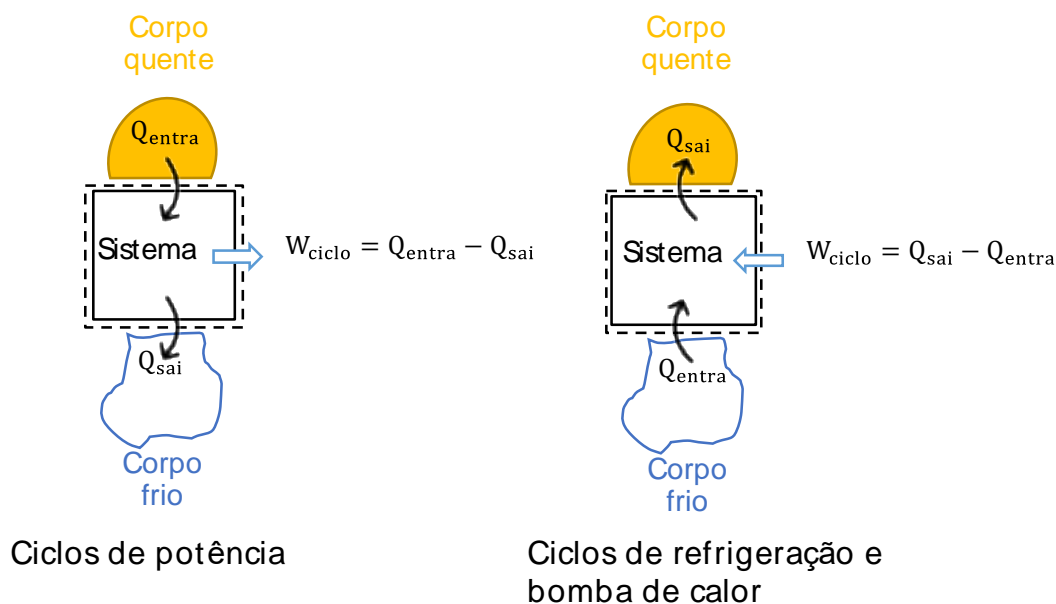 Corpo
quente
Q_entra
Sistema
W_ciclo = Q_entra − Q_sai
Q_sai
Corpo
frio
Ciclos de potência
Corpo
quente
Q_sai
Sistema
W_ciclo = Q_sai − Q_entra
Q_entra
Corpo
frio
Ciclos de refrigeração e
bomba de calor